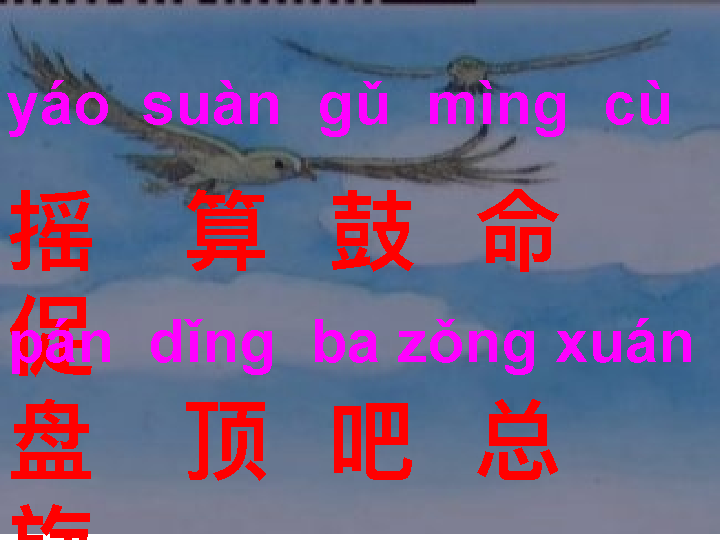 yáo suàn gǔ mìng cù
摇 算 鼓 命
促
pán dǐng ba zǒng xuán
盘 顶 吧 总
旋